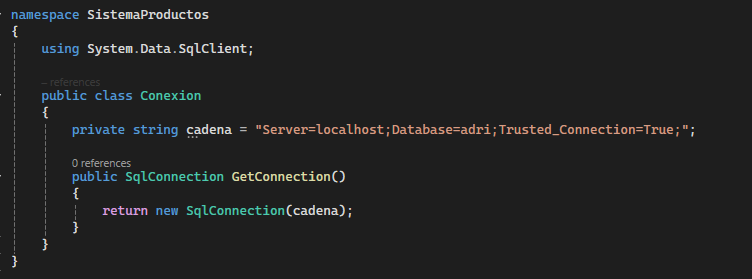 namespace SistemaProductos
{
using System.Data.SqlClient;
– references
public class Conexion
{
private string cadena = "Server=localhost;Database=adri;Trusted_Connection=True;";
0 references
public SqlConnection GetConnection()
{
return new SqlConnection(cadena);
}
}
}